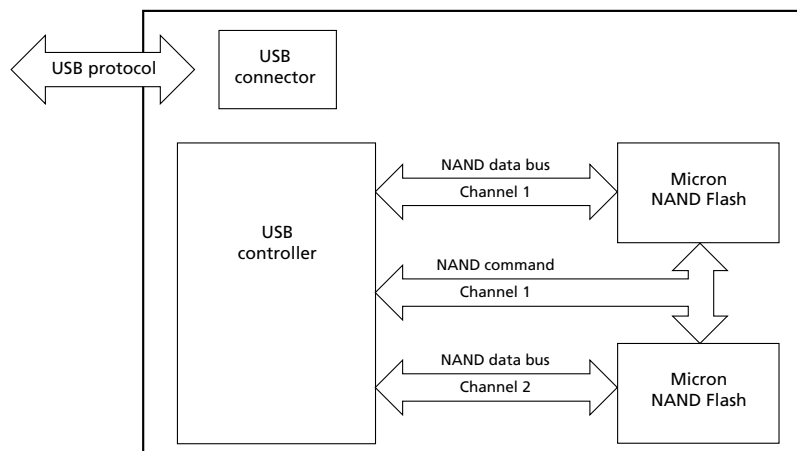 USB protocol
USB
connector
USB
controller
NAND data bus
Channel 1
Micron
NAND Flash
NAND command
Channel 1
NAND data bus
Channel 2
Micron
NAND Flash